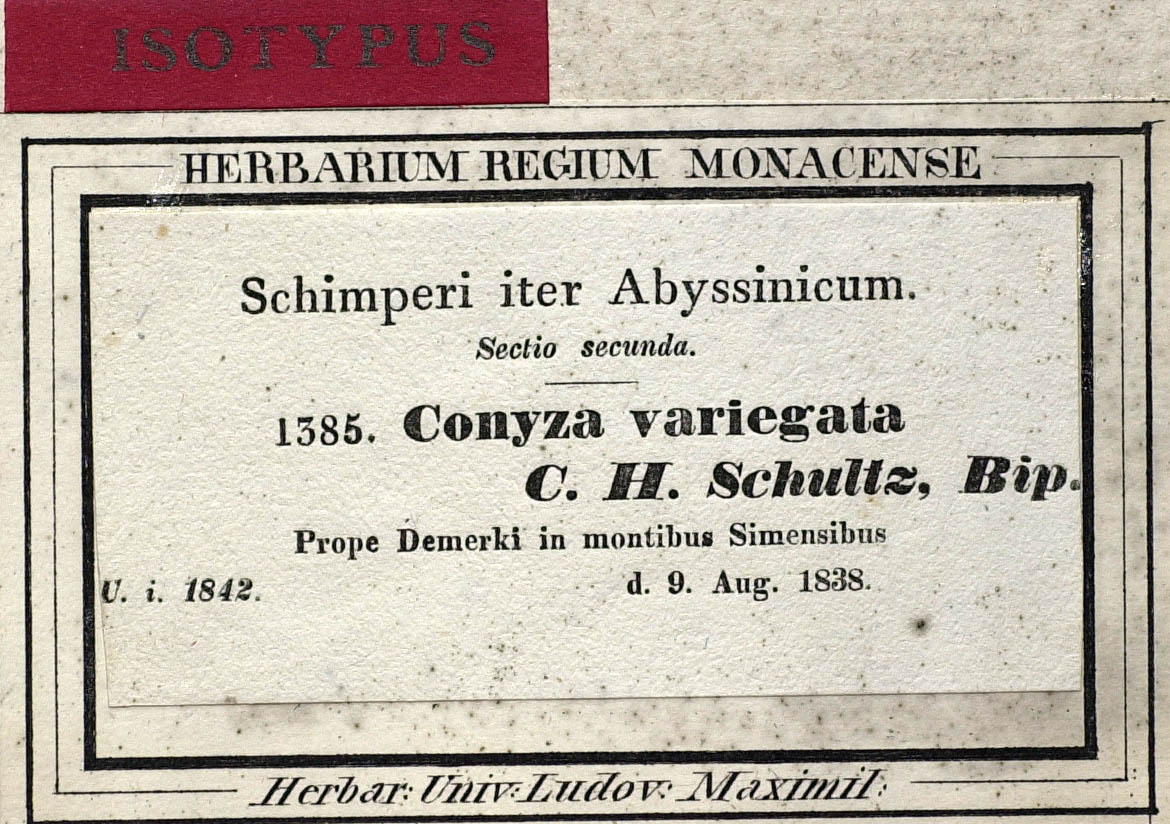 ISOTYPUS
HERBARIUM REGIUM MONACENSE
Schimperi iter Abyssinicum.
Sectio secunda.
1385. Conyza variegata
C. H. Schultz, Bip.
Prope Demerki in montibus Simensibus
U. i. 1842. d. 9. Aug. 1838.
Herbar: Univ: Ludov: Maximil: